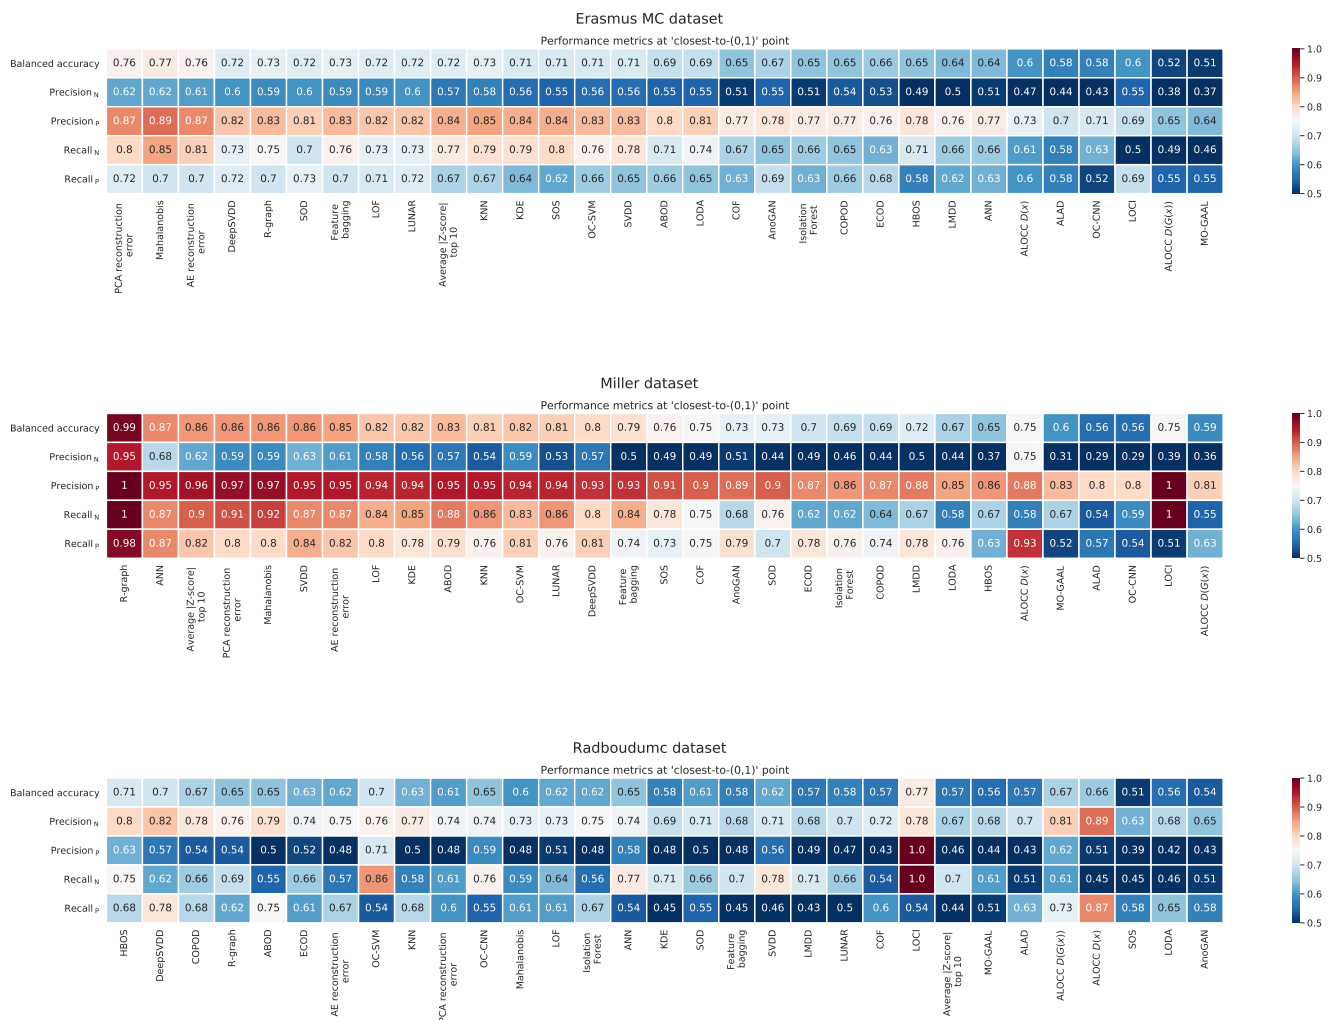 Erasmus MC dataset
Performance metrics at 'closest-to-(0,1)' point
Balanced accuracy 0.76 0.77 0.76 0.72 0.73 0.72 0.73 0.72 0.72 0.72 0.73 0.71 0.71 0.71 0.71 0.69 0.69 0.65 0.67 0.65 0.65 0.66 0.65 0.64 0.64 0.6 0.58 0.58 0.6 0.52 0.51
Precision N 0.62 0.62 0.61 0.6 0.59 0.6 0.59 0.59 0.6 0.57 0.58 0.56 0.55 0.56 0.56 0.55 0.55 0.51 0.55 0.51 0.54 0.53 0.49 0.5 0.51 0.47 0.44 0.43 0.55 0.38 0.37
Precision P 0.87 0.89 0.87 0.82 0.83 0.81 0.83 0.82 0.82 0.84 0.85 0.84 0.84 0.83 0.83 0.8 0.81 0.77 0.78 0.77 0.77 0.76 0.78 0.76 0.77 0.73 0.7 0.71 0.69 0.65 0.64
Recall N 0.8 0.85 0.81 0.73 0.75 0.7 0.76 0.73 0.73 0.77 0.79 0.79 0.8 0.76 0.78 0.71 0.74 0.67 0.65 0.66 0.65 0.63 0.71 0.66 0.66 0.61 0.58 0.63 0.5 0.49 0.46
Recall P 0.72 0.7 0.7 0.72 0.7 0.73 0.7 0.71 0.72 0.67 0.67 0.64 0.62 0.66 0.65 0.66 0.65 0.63 0.69 0.63 0.66 0.68 0.58 0.62 0.63 0.6 0.58 0.52 0.69 0.55 0.55
1.0
0.9
0.8
0.7
0.6
0.5
PCA reconstruction
error
Mahalanobis
AE reconstruction
error
DeepSVDD
R-graph
SOD
Feature
bagging
LOF
LUNAR
Average |Z-score|
top 10
KNN
KDE
SOS
OC-SVM
SVDD
ABOD
LODA
COF
AnoGAN
Isolation
Forest
COPOD
ECOD
HBOS
LMDD
ANN
ALOCC D(x)
ALAD
OC-CNN
LOCI
ALOCC D(G(x))
MO-GAAL
Miller dataset
Performance metrics at 'closest-to-(0,1)' point
Balanced accuracy 0.99 0.87 0.86 0.86 0.86 0.86 0.85 0.82 0.82 0.83 0.81 0.82 0.81 0.8 0.79 0.76 0.75 0.73 0.73 0.7 0.69 0.69 0.72 0.67 0.65 0.75 0.6 0.56 0.56 0.75 0.59
Precision N 0.95 0.68 0.62 0.59 0.59 0.63 0.61 0.58 0.56 0.57 0.54 0.59 0.53 0.57 0.5 0.49 0.49 0.51 0.44 0.49 0.46 0.44 0.5 0.44 0.37 0.75 0.31 0.29 0.29 0.39 0.36
Precision P 1 0.95 0.96 0.97 0.97 0.95 0.95 0.94 0.94 0.95 0.95 0.94 0.94 0.93 0.93 0.91 0.9 0.89 0.9 0.87 0.86 0.87 0.88 0.85 0.86 0.88 0.83 0.8 0.8 1 0.81
Recall N 1 0.87 0.9 0.91 0.92 0.87 0.87 0.84 0.85 0.88 0.86 0.83 0.86 0.8 0.84 0.78 0.75 0.68 0.76 0.62 0.62 0.64 0.67 0.58 0.67 0.58 0.67 0.54 0.59 1 0.55
Recall P 0.98 0.87 0.82 0.8 0.8 0.84 0.82 0.8 0.78 0.79 0.76 0.81 0.76 0.81 0.74 0.73 0.75 0.79 0.7 0.78 0.76 0.74 0.78 0.76 0.63 0.93 0.52 0.57 0.54 0.51 0.63
1.0
0.9
0.8
0.7
0.6
0.5
R-graph
ANN
Average |Z-score|
top 10
PCA reconstruction
error
Mahalanobis
SVDD
AE reconstruction
error
LOF
KDE
ABOD
KNN
OC-SVM
LUNAR
DeepSVDD
Feature
bagging
SOS
COF
AnoGAN
SOD
ECOD
Isolation
Forest
COPOD
LMDD
LODA
HBOS
ALOCC D(x)
MO-GAAL
ALAD
OC-CNN
LOCI
ALOCC D(G(x))
Radboudumc dataset
Performance metrics at 'closest-to-(0,1)' point
Balanced accuracy 0.71 0.7 0.67 0.65 0.65 0.63 0.62 0.7 0.63 0.61 0.65 0.6 0.62 0.62 0.65 0.58 0.61 0.58 0.62 0.58 0.57 0.57 0.77 0.57 0.56 0.57 0.67 0.66 0.51 0.56 0.54
Precision N 0.8 0.82 0.78 0.76 0.79 0.74 0.75 0.76 0.77 0.74 0.74 0.73 0.73 0.75 0.74 0.69 0.71 0.68 0.71 0.68 0.7 0.72 0.78 0.67 0.68 0.7 0.81 0.89 0.63 0.68 0.65
Precision P 0.63 0.57 0.54 0.54 0.5 0.52 0.48 0.71 0.5 0.48 0.59 0.48 0.51 0.48 0.58 0.48 0.5 0.48 0.56 0.49 0.47 0.43 1.0 0.46 0.44 0.43 0.62 0.51 0.39 0.42 0.43
Recall N 0.75 0.62 0.66 0.69 0.55 0.66 0.57 0.86 0.58 0.61 0.76 0.59 0.64 0.56 0.77 0.71 0.66 0.7 0.78 0.71 0.66 0.54 1.0 0.7 0.61 0.51 0.61 0.45 0.45 0.46 0.51
Recall P 0.68 0.78 0.68 0.62 0.75 0.61 0.67 0.54 0.68 0.6 0.55 0.61 0.61 0.67 0.54 0.45 0.55 0.45 0.46 0.43 0.5 0.6 0.54 0.44 0.51 0.63 0.73 0.87 0.58 0.65 0.58
1.0
0.9
0.8
0.7
0.6
0.5
HBOS
DeepSVDD
COPOD
R-graph
ABOD
ECOD
AE reconstruction
error
OC-SVM
KNN
PCA reconstruction
error
OC-CNN
Mahalanobis
LOF
Isolation
Forest
ANN
KDE
SOD
Feature
bagging
SVDD
LMDD
LUNAR
COF
LOCI
Average |Z-score|
top 10
MO-GAAL
ALAD
ALOCC D(G(x))
ALOCC D(x)
SOS
LODA
AnoGAN